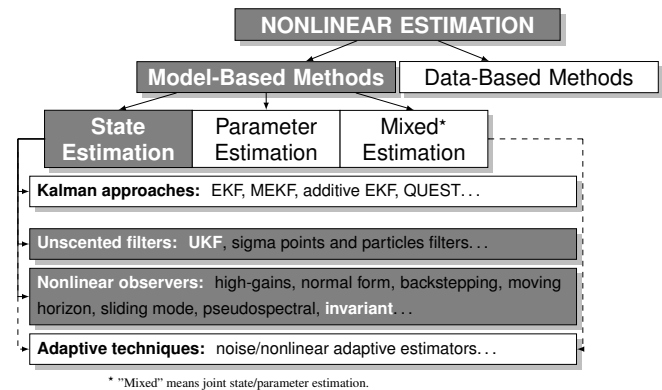 NONLINEAR ESTIMATION
Model-Based Methods
Data-Based Methods
State
Estimation
Parameter
Estimation
Mixed*
Estimation
Kalman approaches: EKF, MEKF, additive EKF, QUEST...
Unscented filters: UKF, sigma points and particles filters...
Nonlinear observers: high-gains, normal form, backstepping, moving
horizon, sliding mode, pseudospectral, invariant...
Adaptive techniques: noise/nonlinear adaptive estimators...
* "Mixed" means joint state/parameter estimation.